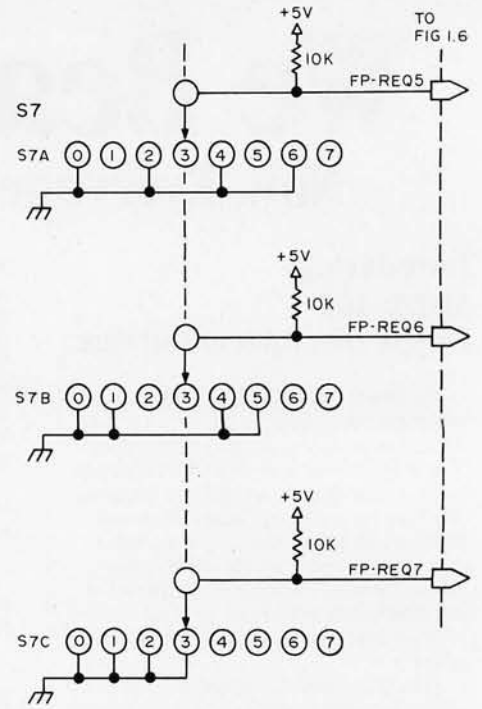 +5V
TO
FIG 1.6
10K
FP-REQ5
S7
S7A 0 1 2 3 4 5 6 7
+5V
10K
FP-REQ6
S7B 0 1 2 3 4 5 6 7
+5V
10K
FP-REQ7
S7C 0 1 2 3 4 5 6 7